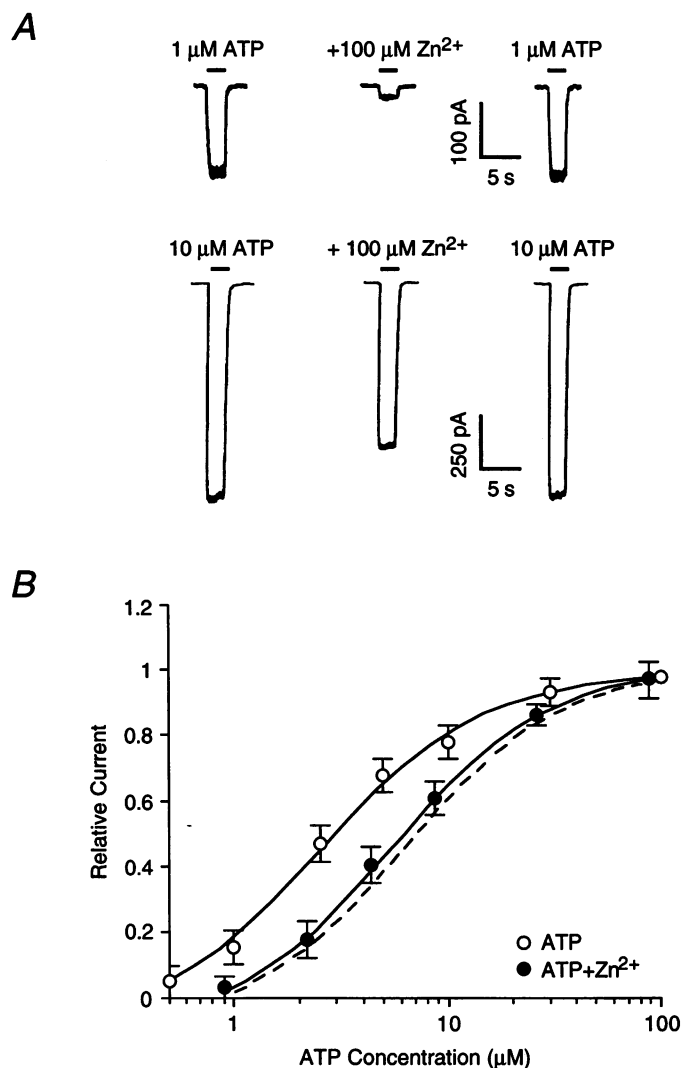 A
1 μM ATP
+100 μM Zn²⁺
1 μM ATP
100 pA
5 s
10 μM ATP
+ 100 μM Zn²⁺
10 μM ATP
250 pA
5 s
B
1.2
1
0.8
0.6
0.4
0.2
0
Relative Current
ATP
ATP+Zn²⁺
1 10 100
ATP Concentration (μM)